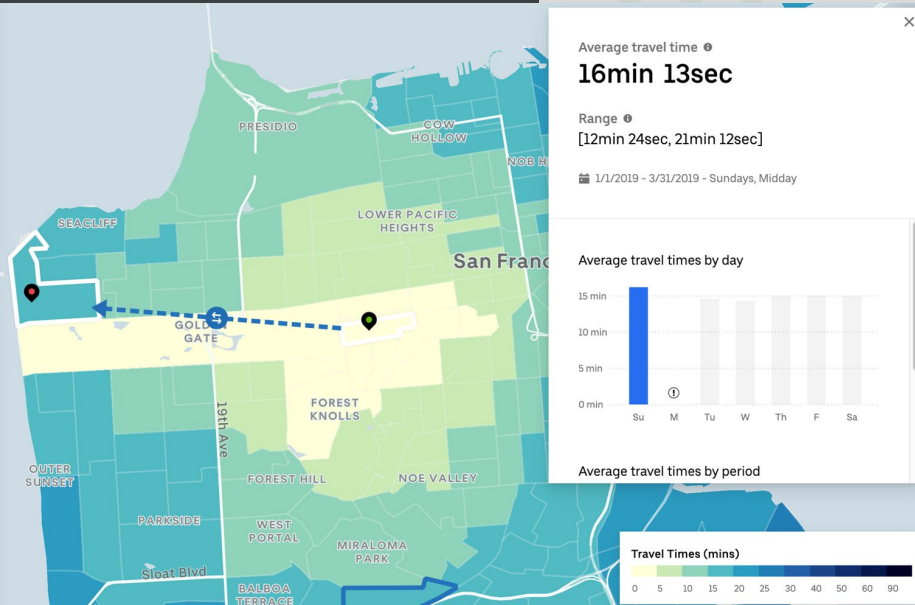 PRESIDIO
COW
HOLLOW
NOB H
SEACLIFF
LOWER PACIFIC
HEIGHTS
San Franc
GOLDEN
GATE
FOREST
KNOLLS
19th Ave
OUTER
SUNSET
FOREST HILL
NOE VALLEY
PARKSIDE
WEST
PORTAL
MIRALOMA
PARK
Sloat Blvd
BALBOA
TERRACE
Average travel time
16min 13sec
Range
[12min 24sec, 21min 12sec]
1/1/2019 - 3/31/2019 - Sundays, Midday
Average travel times by day
15 min
10 min
5 min
0 min
Su M Tu W Th F Sa
Average travel times by period
Travel Times (mins)
0 5 10 15 20 25 30 40 50 60 90